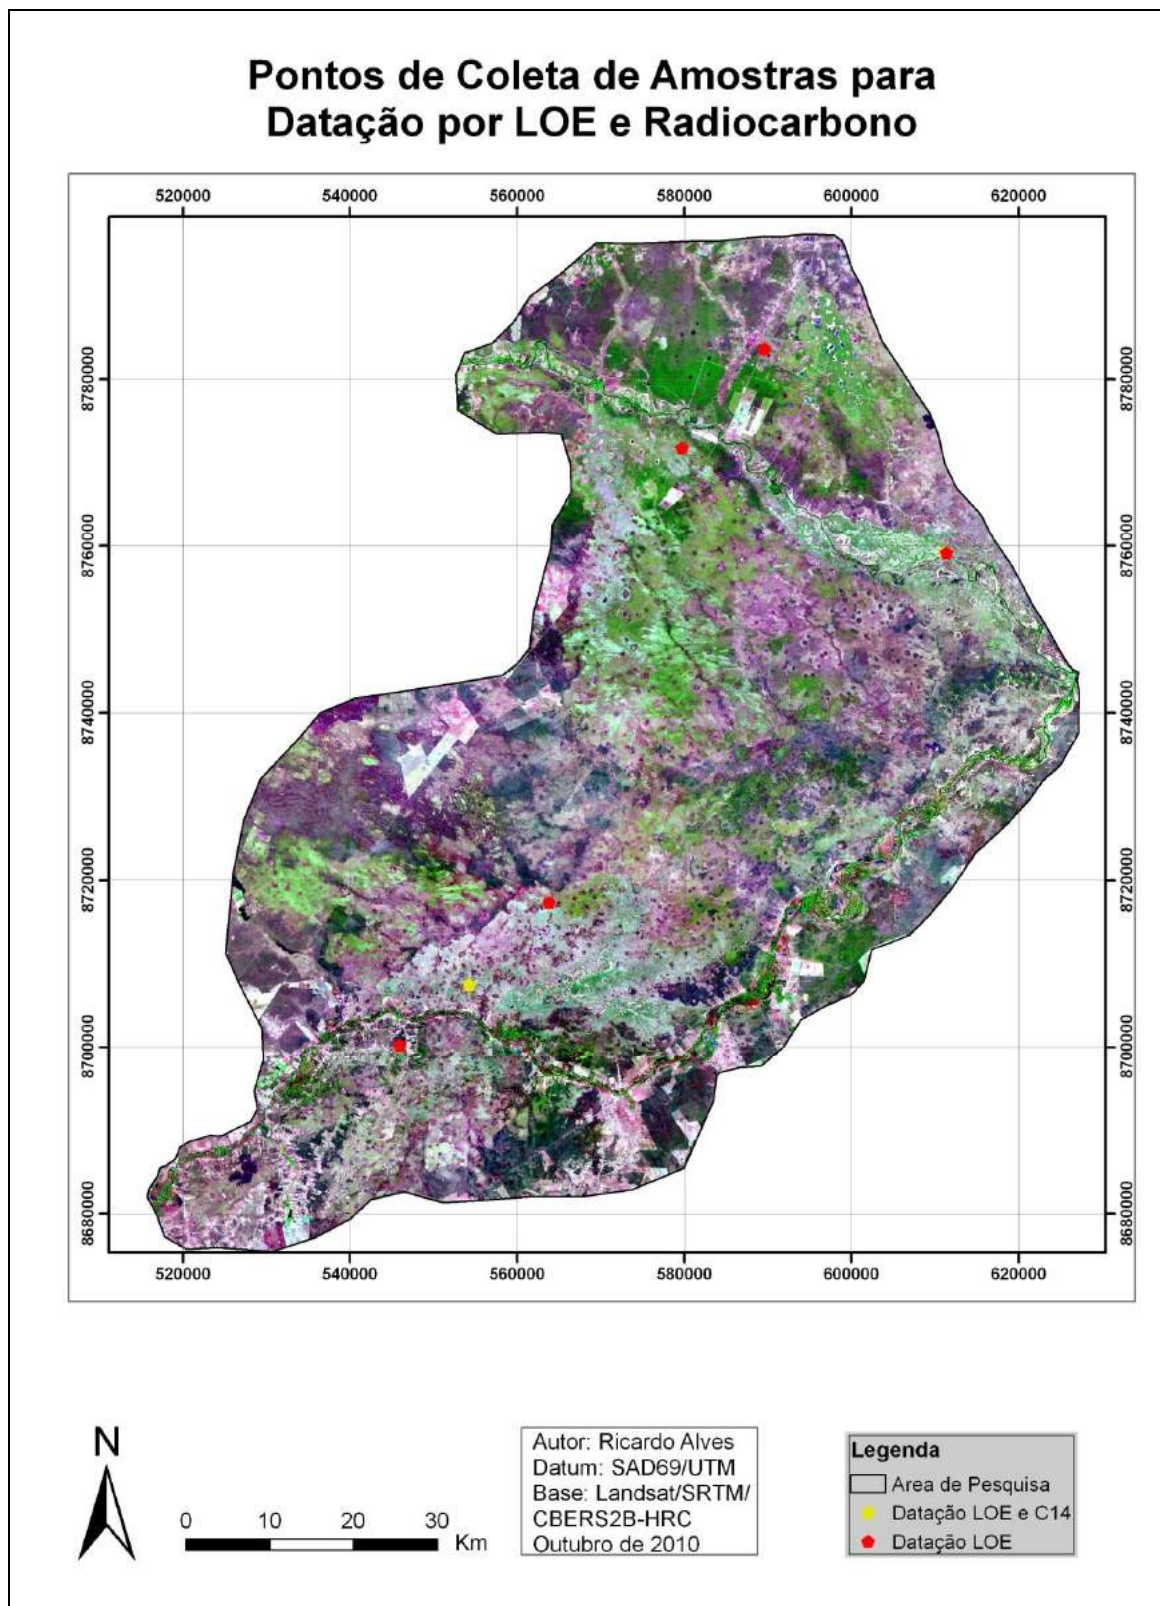 Pontos de Coleta de Amostras para
Datação por LOE e Radiocarbono
520000 540000 560000 580000 600000 620000
8780000 8780000
8760000 8760000
8740000 8740000
8720000 8720000
8700000 8700000
8680000 8680000
520000 540000 560000 580000 600000 620000
N
0 10 20 30
Km
Autor: Ricardo Alves
Datum: SAD69/UTM
Base: Landsat/SRTM/
CBERS2B-HRC
Outubro de 2010
Legenda
Area de Pesquisa
Datação LOE e C14
Datação LOE